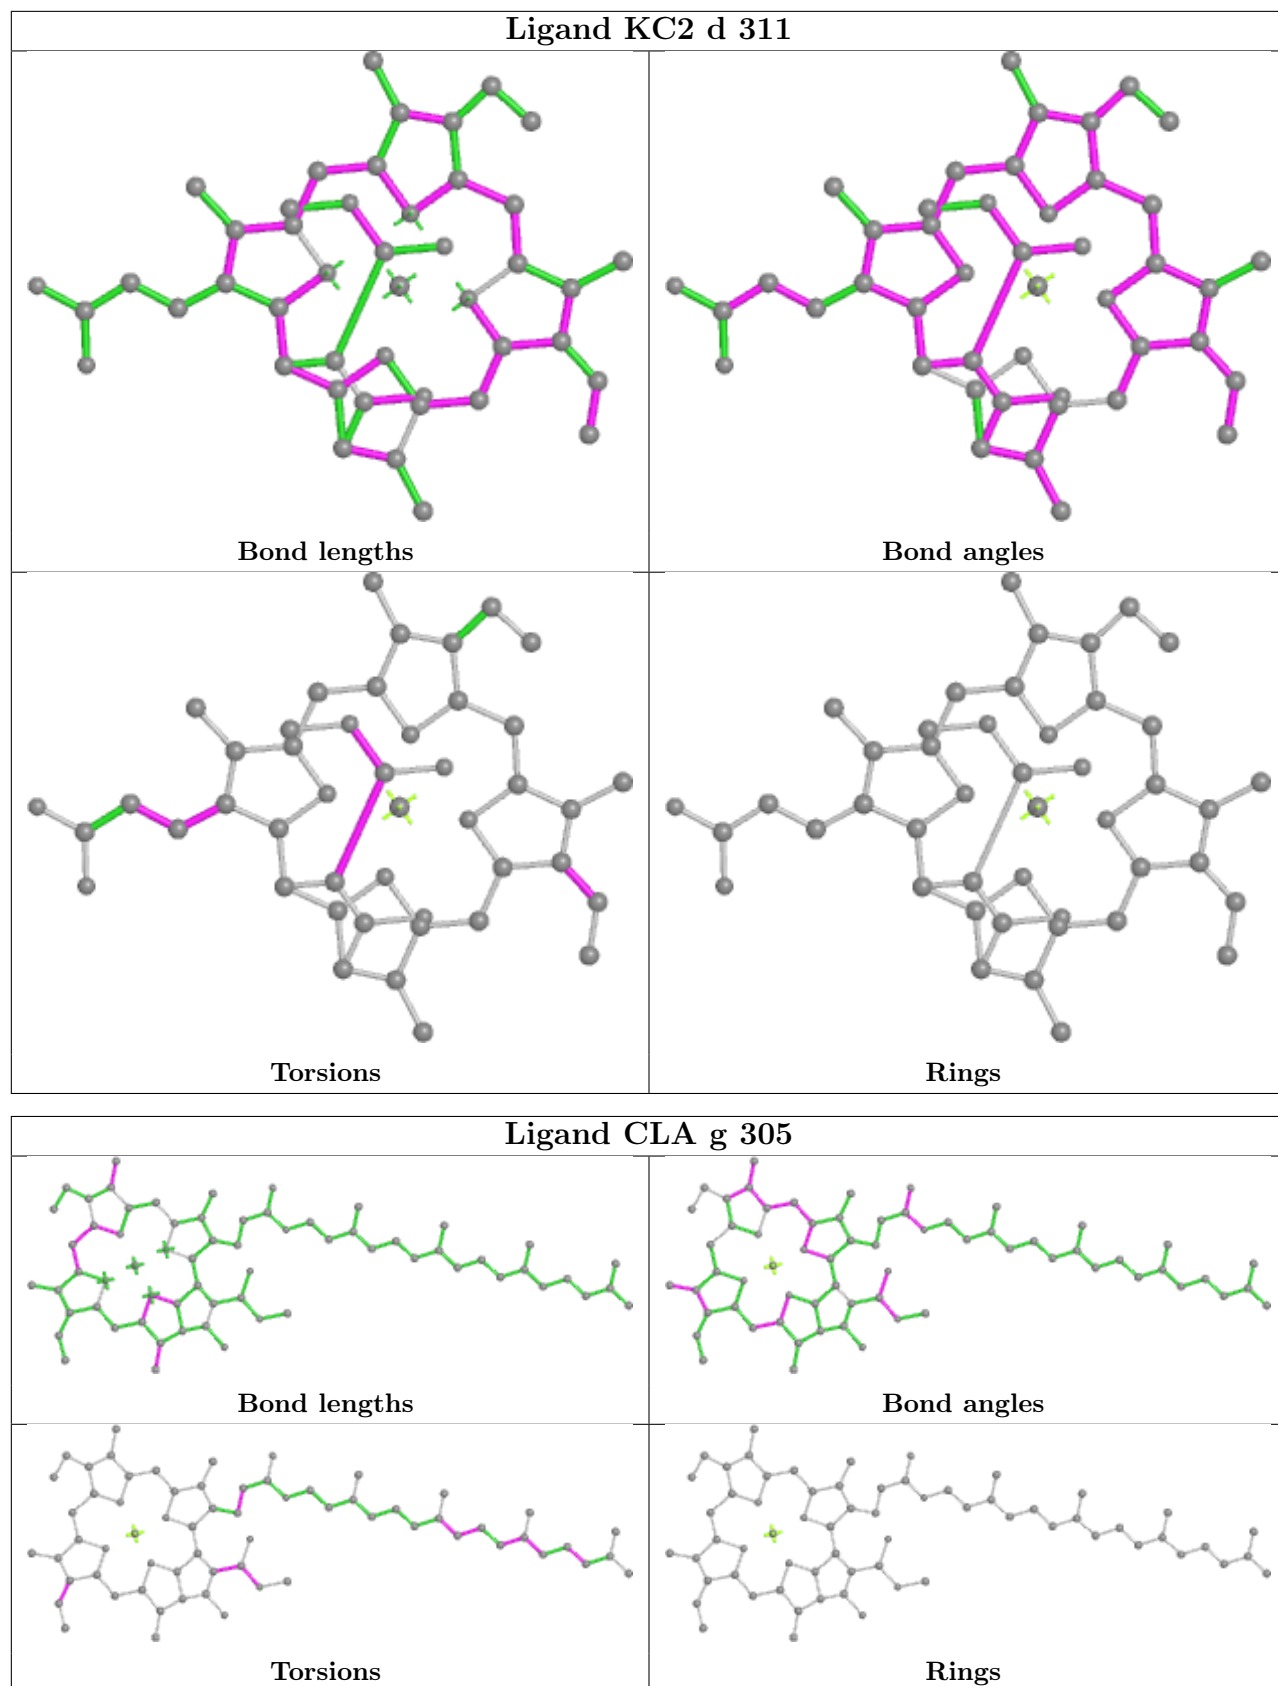 Ligand KC2 d 311
Bond lengths
Bond angles
Torsions
Rings
Ligand CLA g 305
Bond lengths
Bond angles
Torsions
Rings